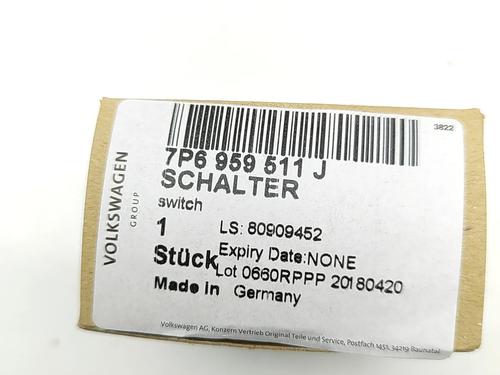 3822
7P6 959 511 J
SCHALTER
switch
1
LS: 80909452
Stück
Expiry Date:NONE
Lot 0660RPPP 20180420
Made in Germany
VOLKSWAGEN
GROUP
Volkswagen AG, Konzern Vertrieb Original Teile und Service, Postfach 1451, 34219 Baunatal